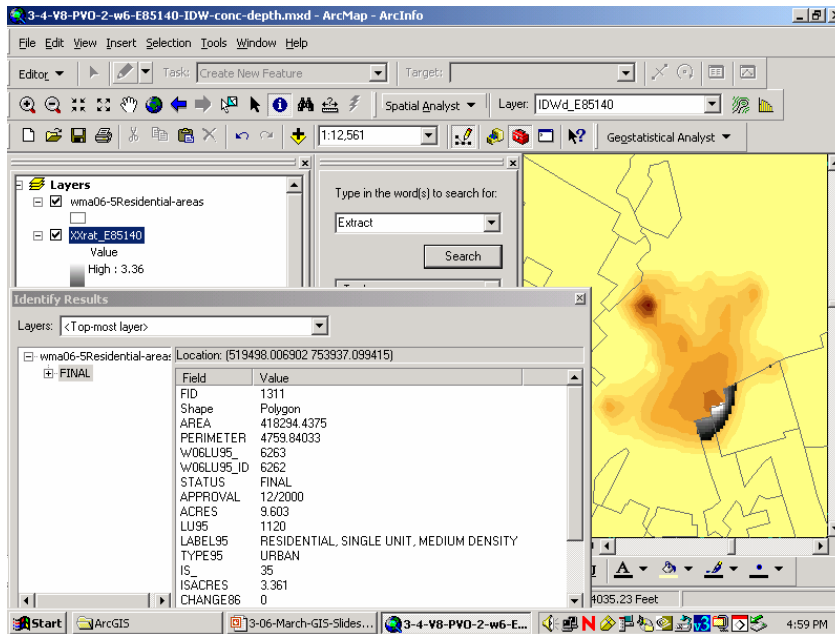 3-4-V8-PVO-2-w6-E85140-IDW-conc-depth.mxd - ArcMap - ArcInfo
File Edit View Insert Selection Tools Window Help
Editor Task: Create New Feature Target:
Spatial Analyst Layer: IDWd_E85140
1:12,561 Geostatistical Analyst
Layers
wma06-5Residential-areas
XXrat_E85140
Value
High : 3.36
Type in the word(s) to search for:
Extract
Search
Identify Results
Layers: <Top-most layer>
wma06-5Residential-areas
FINAL
Location: (519498.006902 753937.099415)
Field Value
FID 1311
Shape Polygon
AREA 418294.4375
PERIMETER 4759.84033
W06LU95_ 6263
W06LU95_ID 6262
STATUS FINAL
APPROVAL 12/2000
ACRES 9.603
LU95 1120
LABEL95 RESIDENTIAL, SINGLE UNIT, MEDIUM DENSITY
TYPE95 URBAN
IS_ 35
ISACRES 3.361
CHANGE86 0
A
4035.23 Feet
Start ArcGIS 3-06-March-GIS-Slides... 3-4-V8-PVO-2-w6-E... 4:59 PM